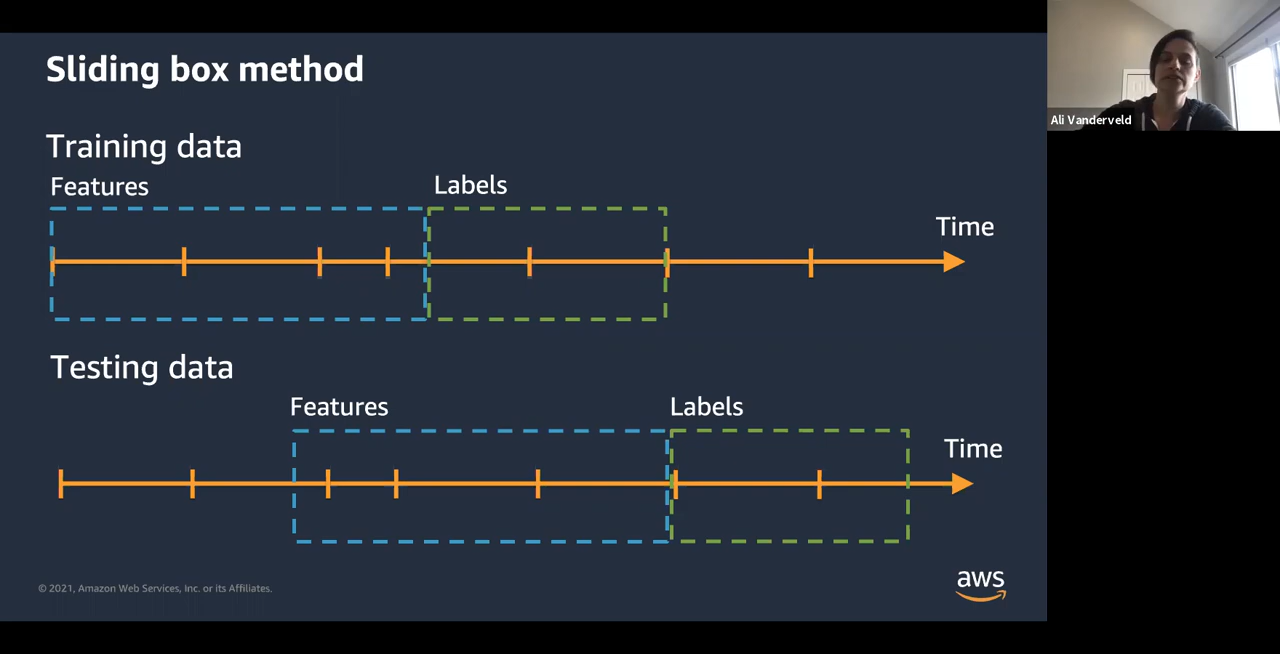 Sliding box method
Training data
Features
Labels
Time
Testing data
Features
Labels
Time
© 2021, Amazon Web Services, Inc. or its Affiliates.
aws
Ali Vanderveld